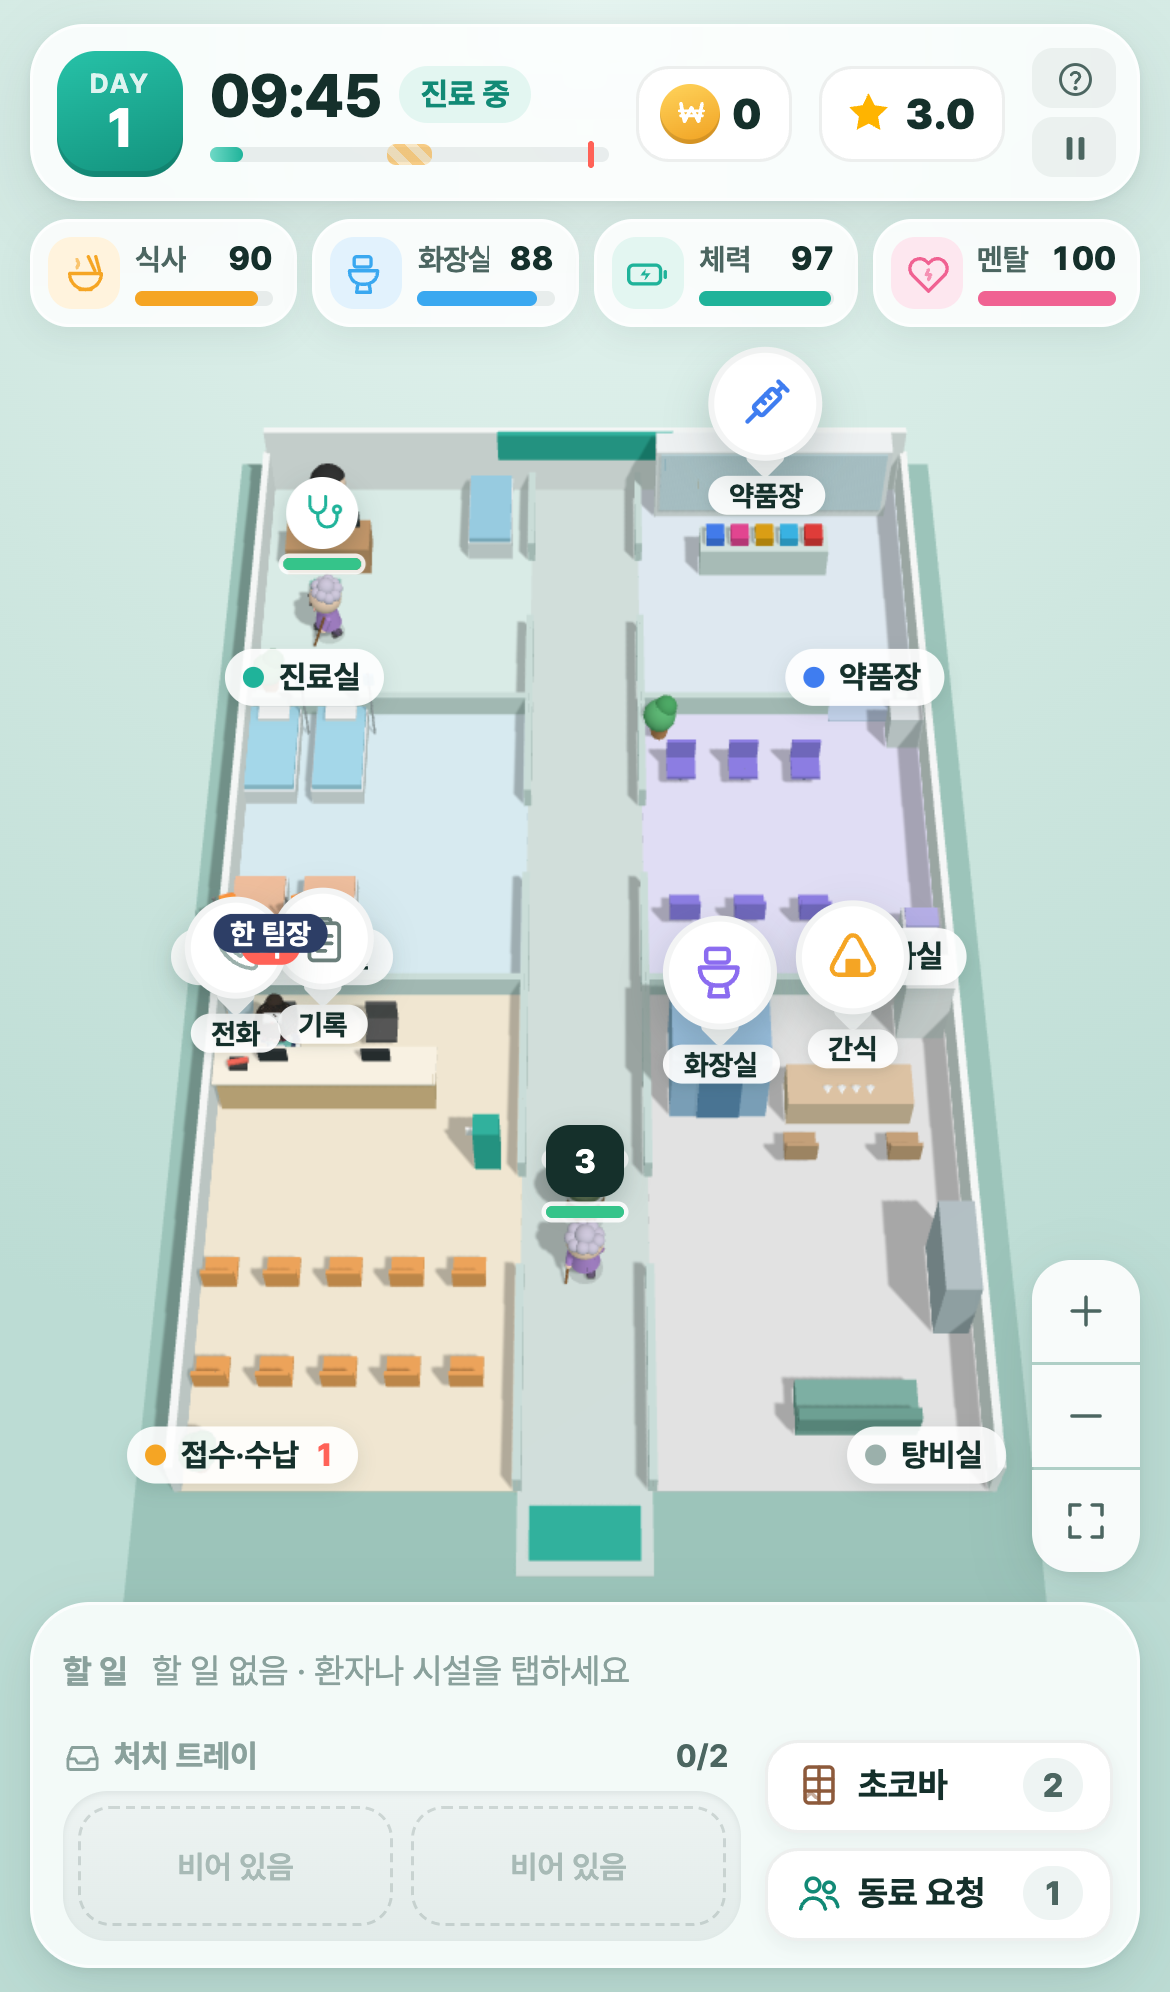 DAY
1
09:45
진료 중
0
3.0
식사 90
화장실 88
체력 97
멘탈 100
약품장
진료실
약품장
한 팀장
전화
기록
실
화장실
간식
3
접수·수납 1
탕비실
할 일 할 일 없음 · 환자나 시설을 탭하세요
처치 트레이 0/2
비어 있음
비어 있음
초코바 2
동료 요청 1